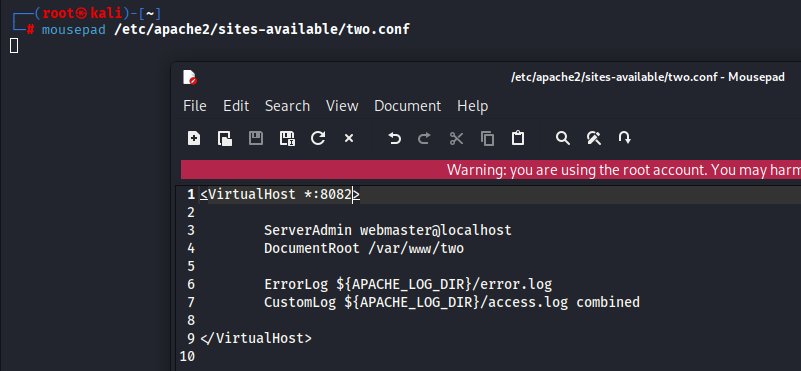 ┌──(root㉿kali)-[~]
└─# mousepad /etc/apache2/sites-available/two.conf
/etc/apache2/sites-available/two.conf - Mousepad
File Edit Search View Document Help
Warning: you are using the root account. You may harm
1 <VirtualHost *:8082>
2
3 ServerAdmin webmaster@localhost
4 DocumentRoot /var/www/two
5
6 ErrorLog ${APACHE_LOG_DIR}/error.log
7 CustomLog ${APACHE_LOG_DIR}/access.log combined
8
9 </VirtualHost>
10